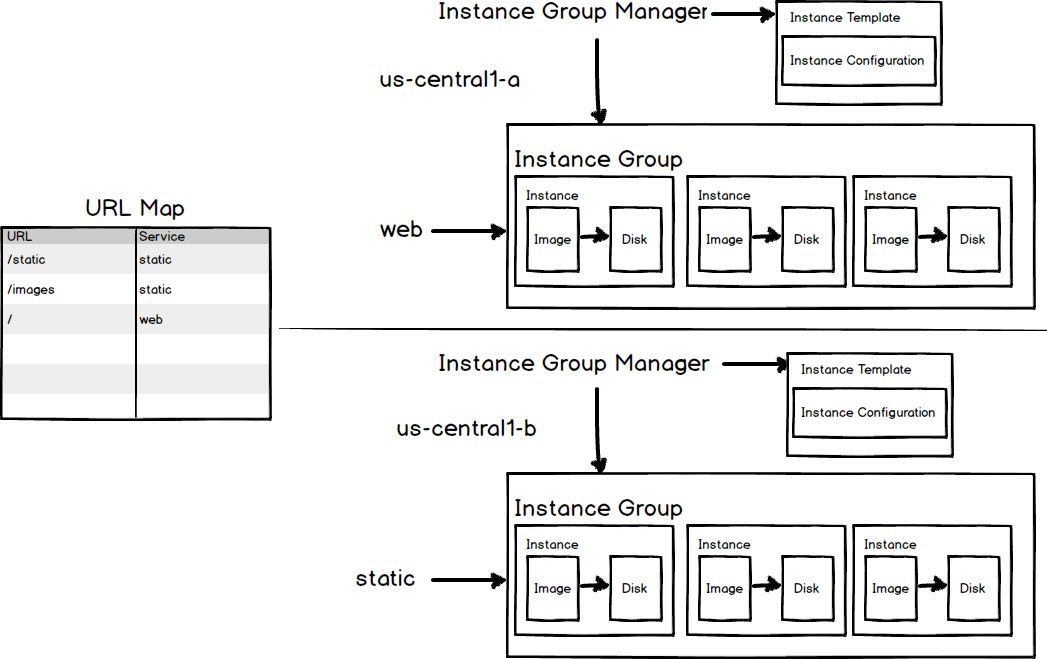 Instance Group Manager
Instance Template
Instance Configuration
us-central1-a
Instance Group
Instance
Image
Disk
Instance
Image
Disk
Instance
Image
Disk
web
URL Map
URL Service
/static static
/images static
/ web
Instance Group Manager
Instance Template
Instance Configuration
us-central1-b
Instance Group
Instance
Image
Disk
Instance
Image
Disk
Instance
Image
Disk
static